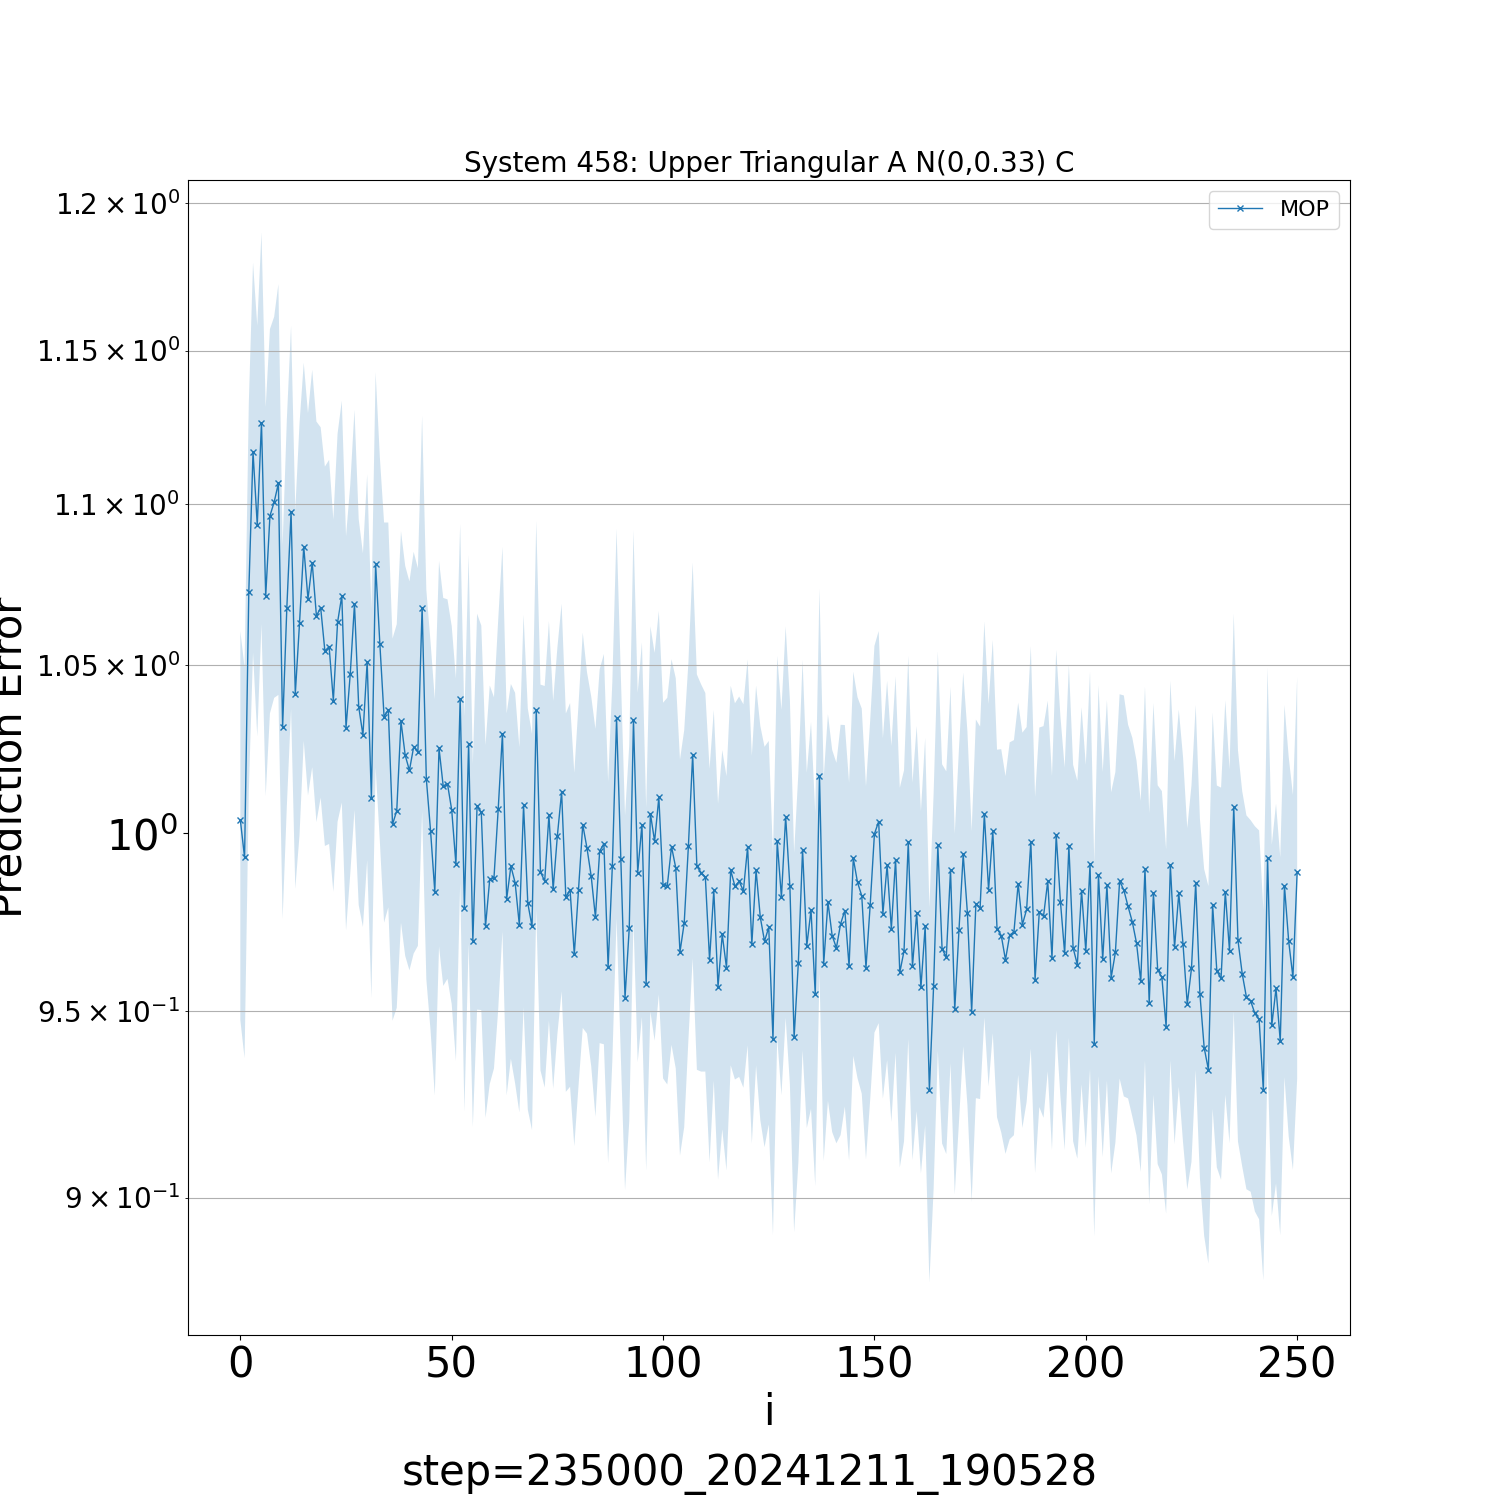 System 458: Upper Triangular A N(0,0.33) C
MOP
1.2 × 10⁰
1.15 × 10⁰
1.1 × 10⁰
1.05 × 10⁰
10⁰
9.5 × 10⁻¹
9 × 10⁻¹
Prediction Error
0 50 100 150 200 250
i
step=235000_20241211_190528